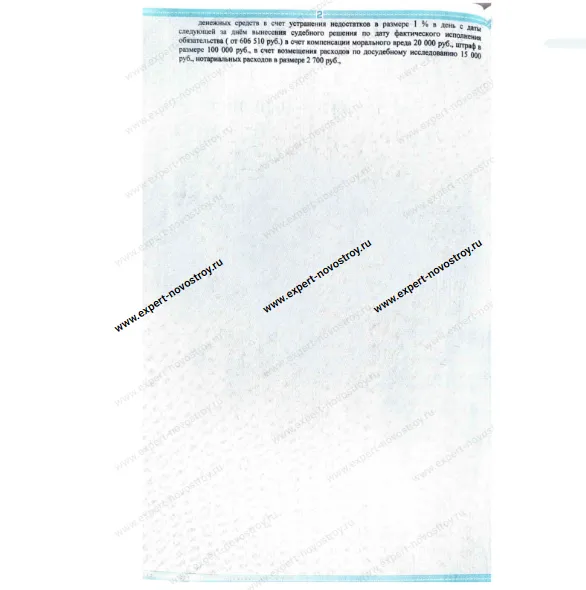 2
денежных средств в счет устранения недостатков в размере 1 % в день с даты
следующей за днём вынесения судебного решения по дату фактического исполнения
обязательства ( от 606 510 руб.) в счет компенсации морального вреда 20 000 руб., штраф в
размере 100 000 руб., в счет возмещения расходов по досудебному исследованию 15 000
руб., нотариальных расходов в размере 2 700 руб.,
www.expert-novostroy.ru
www.expert-novostroy.ru
www.expert-novostroy.ru